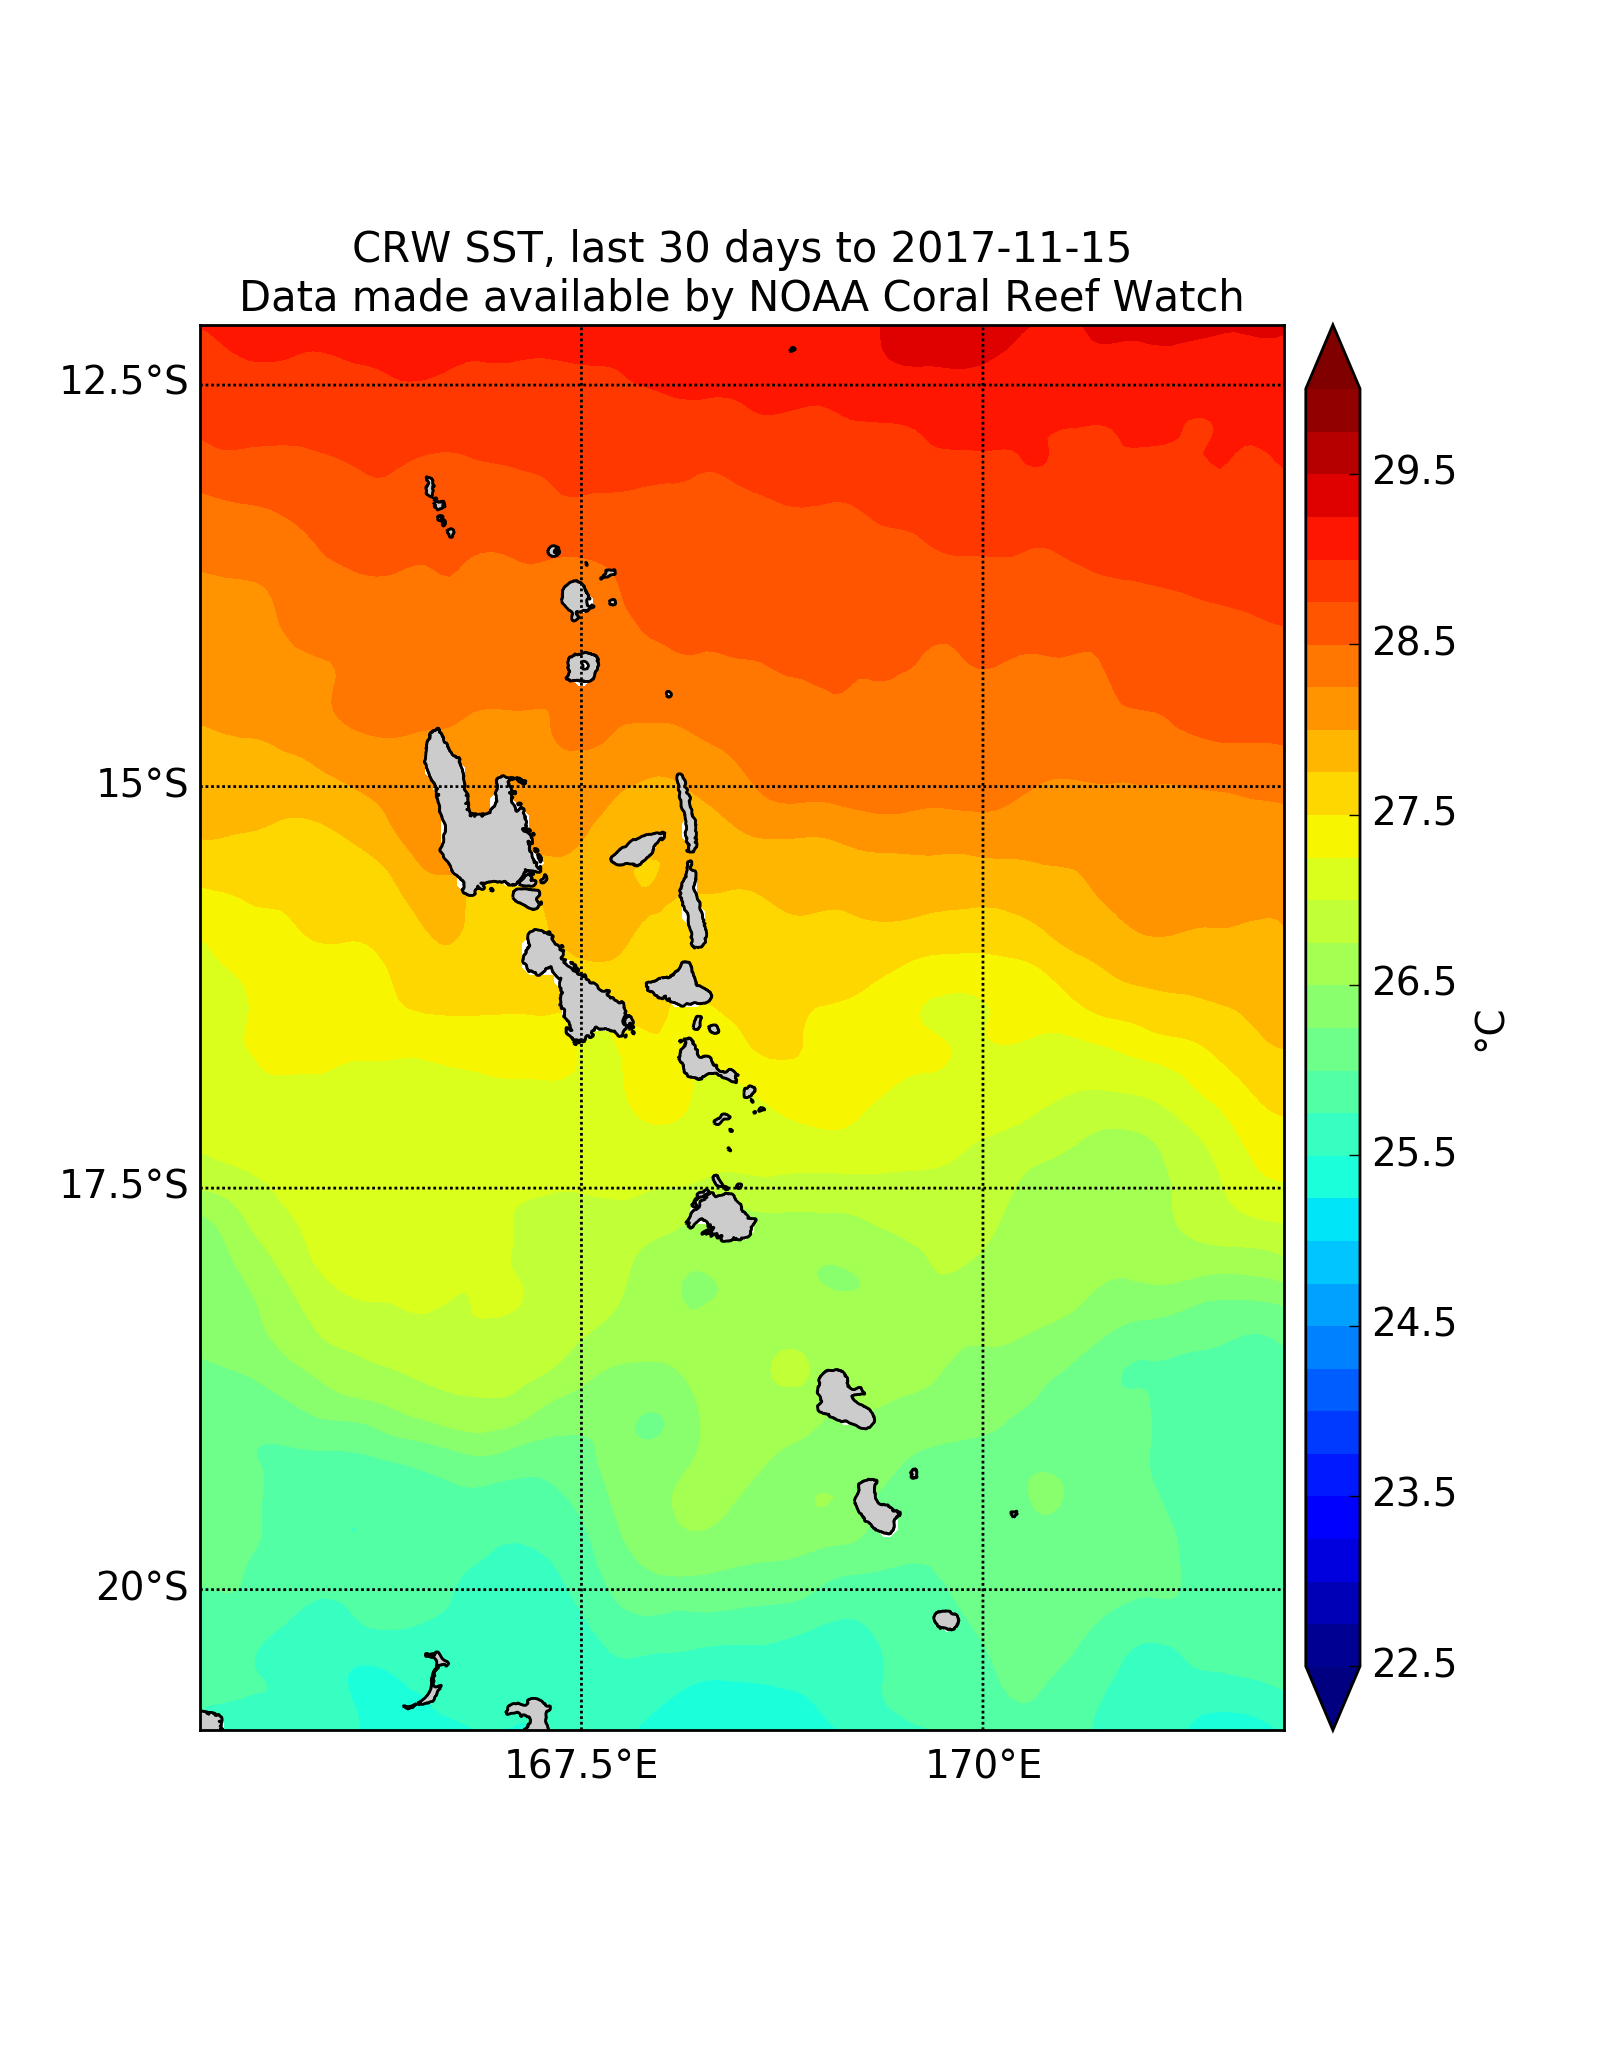 CRW SST, last 30 days to 2017-11-15
Data made available by NOAA Coral Reef Watch
12.5°S
15°S
17.5°S
20°S
167.5°E
170°E
29.5
28.5
27.5
26.5
25.5
24.5
23.5
22.5
°C